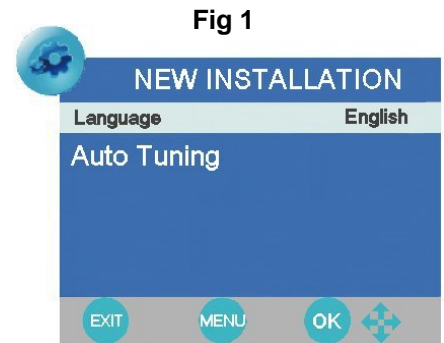 Fig 1
NEW INSTALLATION
Language English
Auto Tuning
EXIT MENU OK